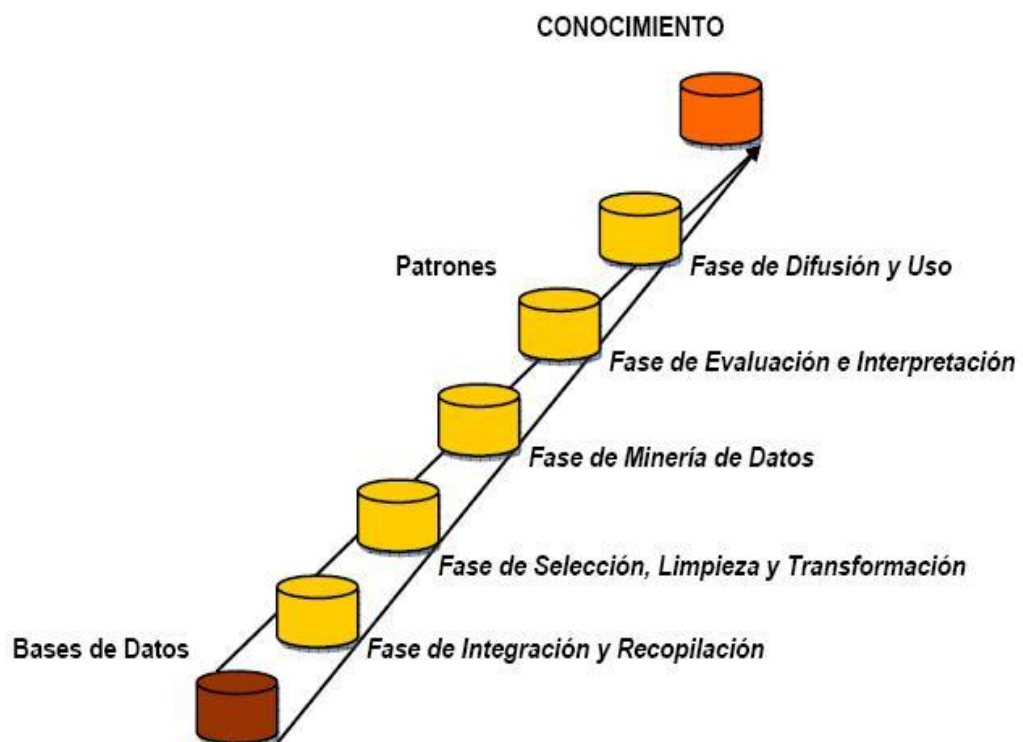 CONOCIMIENTO
Fase de Difusión y Uso
Patrones
Fase de Evaluación e Interpretación
Fase de Minería de Datos
Fase de Selección, Limpieza y Transformación
Bases de Datos
Fase de Integración y Recopilación